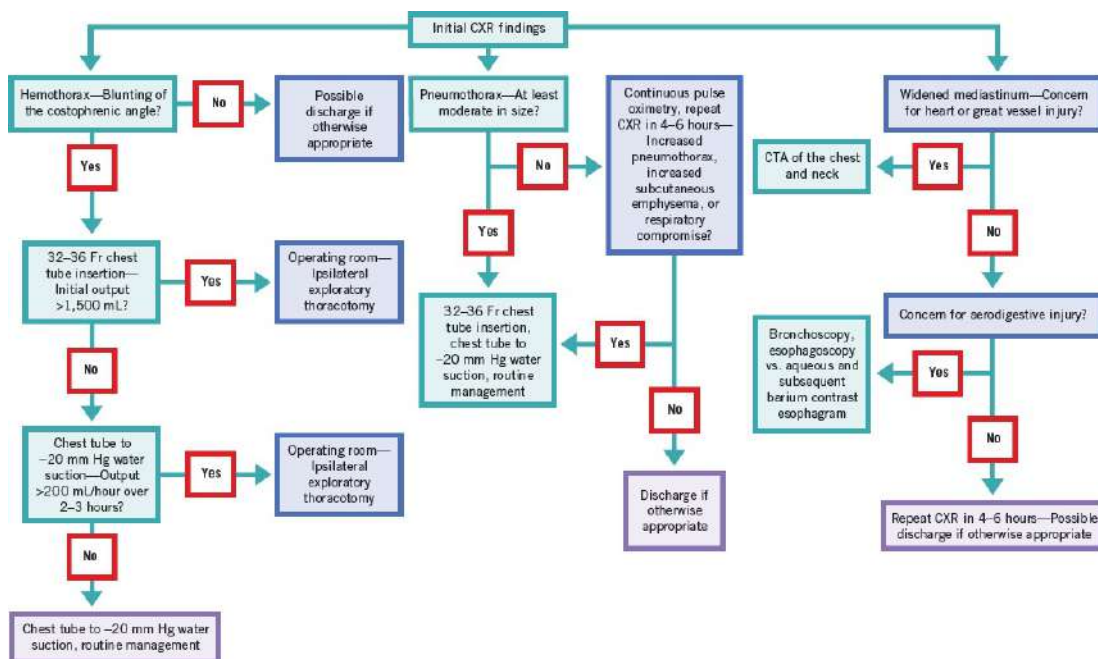 Initial CXR findings
Hemothorax—Blunting of
the costophrenic angle?
No
Possible
discharge if
otherwise
appropriate
Yes
32–36 Fr chest
tube insertion—
Initial output
>1,500 mL?
Yes
Operating room—
Ipsilateral
exploratory
thoracotomy
No
Chest tube to
–20 mm Hg water
suction—Output
>200 mL/hour over
2–3 hours?
Yes
Operating room—
Ipsilateral
exploratory
thoracotomy
No
Chest tube to –20 mm Hg water
suction, routine management
Pneumothorax—At least
moderate in size?
No
Continuous pulse
oximetry, repeat
CXR in 4–6 hours—
Increased
pneumothorax,
increased
subcutaneous
emphysema, or
respiratory
compromise?
Yes
32–36 Fr chest
tube insertion,
chest tube to
–20 mm Hg water
suction, routine
management
Yes
No
Discharge if
otherwise
appropriate
Widened mediastinum—Concern
for heart or great vessel injury?
Yes
CTA of the chest
and neck
No
Concern for serodigestive injury?
Yes
Bronchoscopy,
esophagoscopy
vs. aqueous and
subsequent
barium contrast
esophagram
No
Repeat CXR in 4–6 hours—Possible
discharge if otherwise appropriate